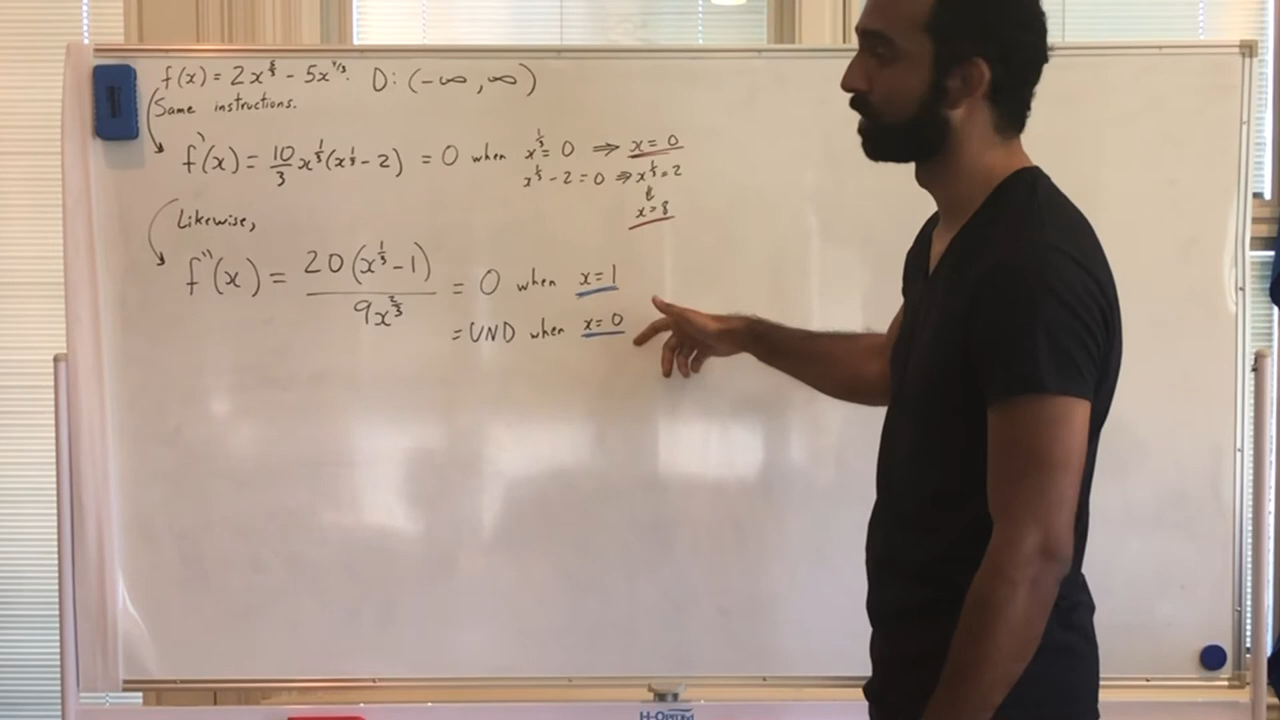 f(x) = 2x^{5/3} - 5x^{4/3}. D: (-∞, ∞)
Same instructions.
f'(x) = \frac{10}{3} x^{1/3} (x^{1/3} - 2) = 0 when x^{1/3} = 0 ⇒ x = 0
x^{1/3} - 2 = 0 ⇒ x^{1/3} = 2
⇓
x = 8
Likewise,
f''(x) = \frac{20(x^{1/3} - 1)}{9x^{2/3}} = 0 when x = 1
= UND when x = 0